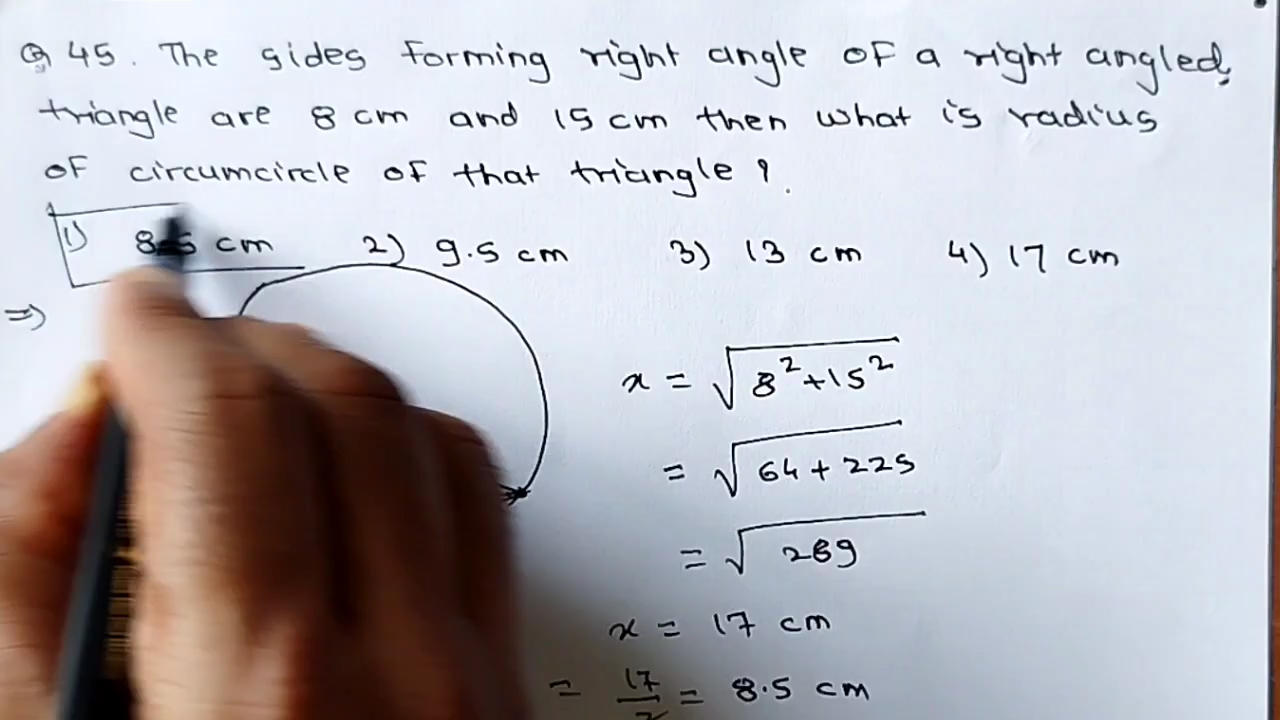 Q 45. The sides forming right angle of a right angled
triangle are 8 cm and 15 cm then what is radius
of circumcircle of that triangle ?
1) 8.5 cm 2) 9.5 cm 3) 13 cm 4) 17 cm
⇒
x = √8²+15²
= √64+225
= √289
x = 17 cm
= 17/2 = 8.5 cm